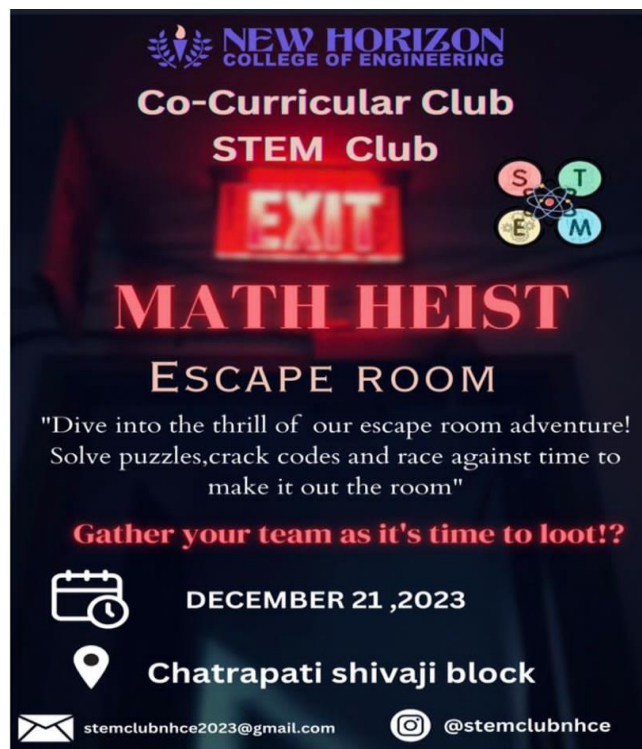 NEW HORIZON
COLLEGE OF ENGINEERING
Co-Curricular Club
STEM Club
S T
E M
EXIT
MATH HEIST
ESCAPE ROOM
"Dive into the thrill of our escape room adventure!
Solve puzzles,crack codes and race against time to
make it out the room"
Gather your team as it's time to loot!?
DECEMBER 21 ,2023
Chatrapati shivaji block
stemclubnhce2023@gmail.com @stemclubnhce